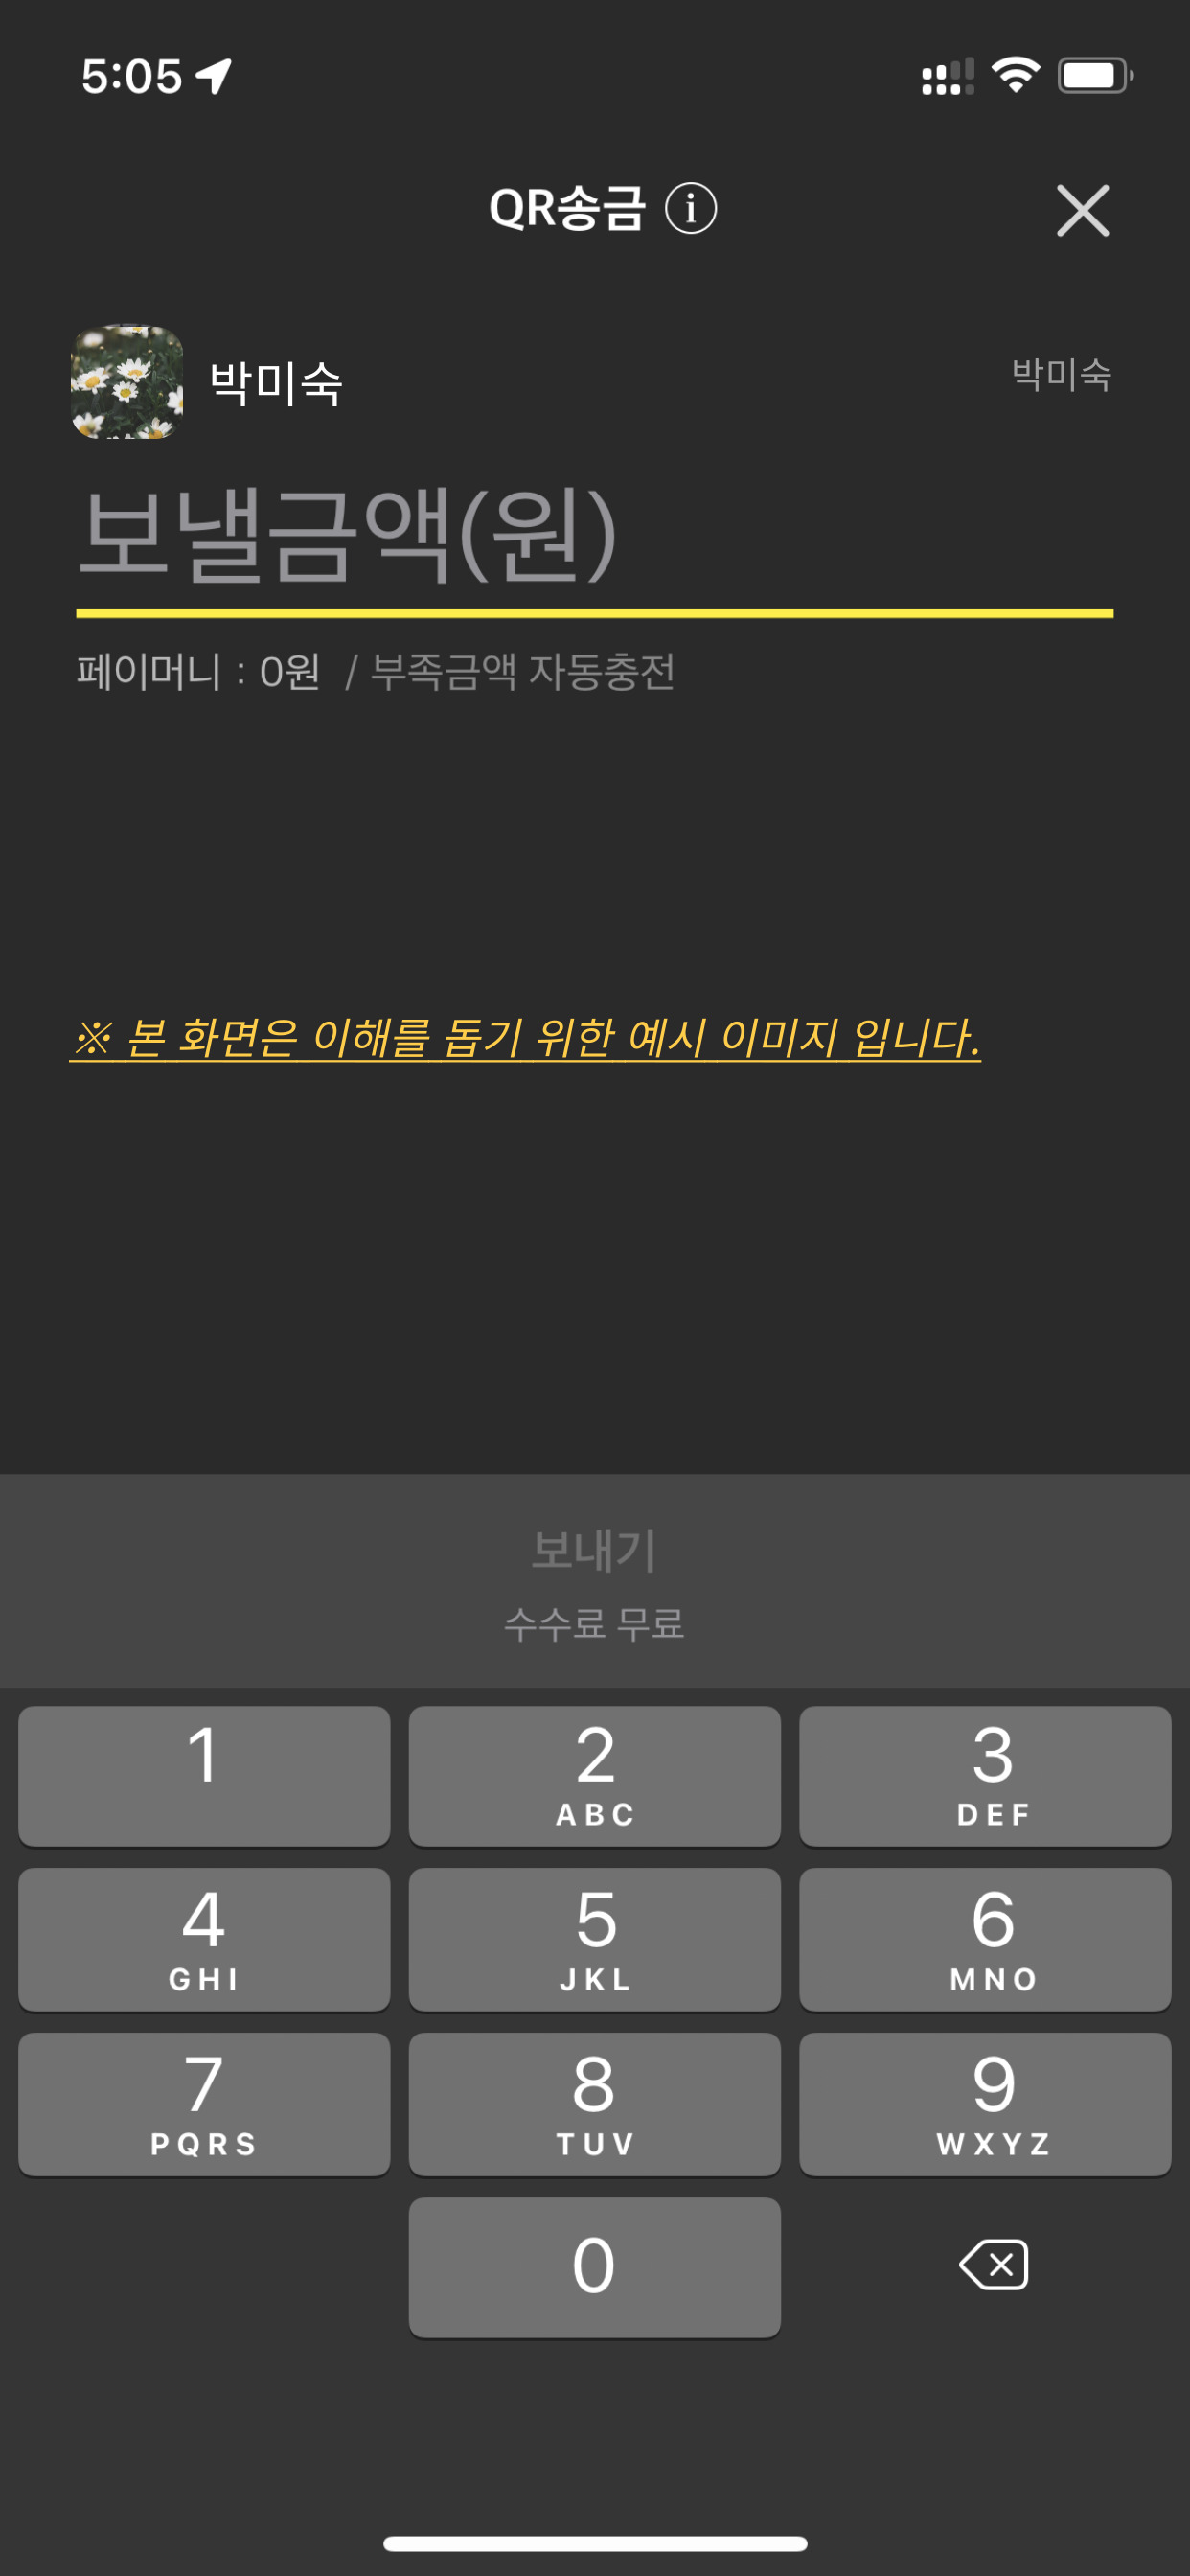 5:05
QR송금 i
박미숙
박미숙
보낼금액(원)
페이머니 : 0원 / 부족금액 자동충전
※ 본 화면은 이해를 돕기 위한 예시 이미지 입니다.
보내기
수수료 무료
1
2
ABC
3
DEF
4
GHI
5
JKL
6
MNO
7
PQRS
8
TUV
9
WXYZ
0